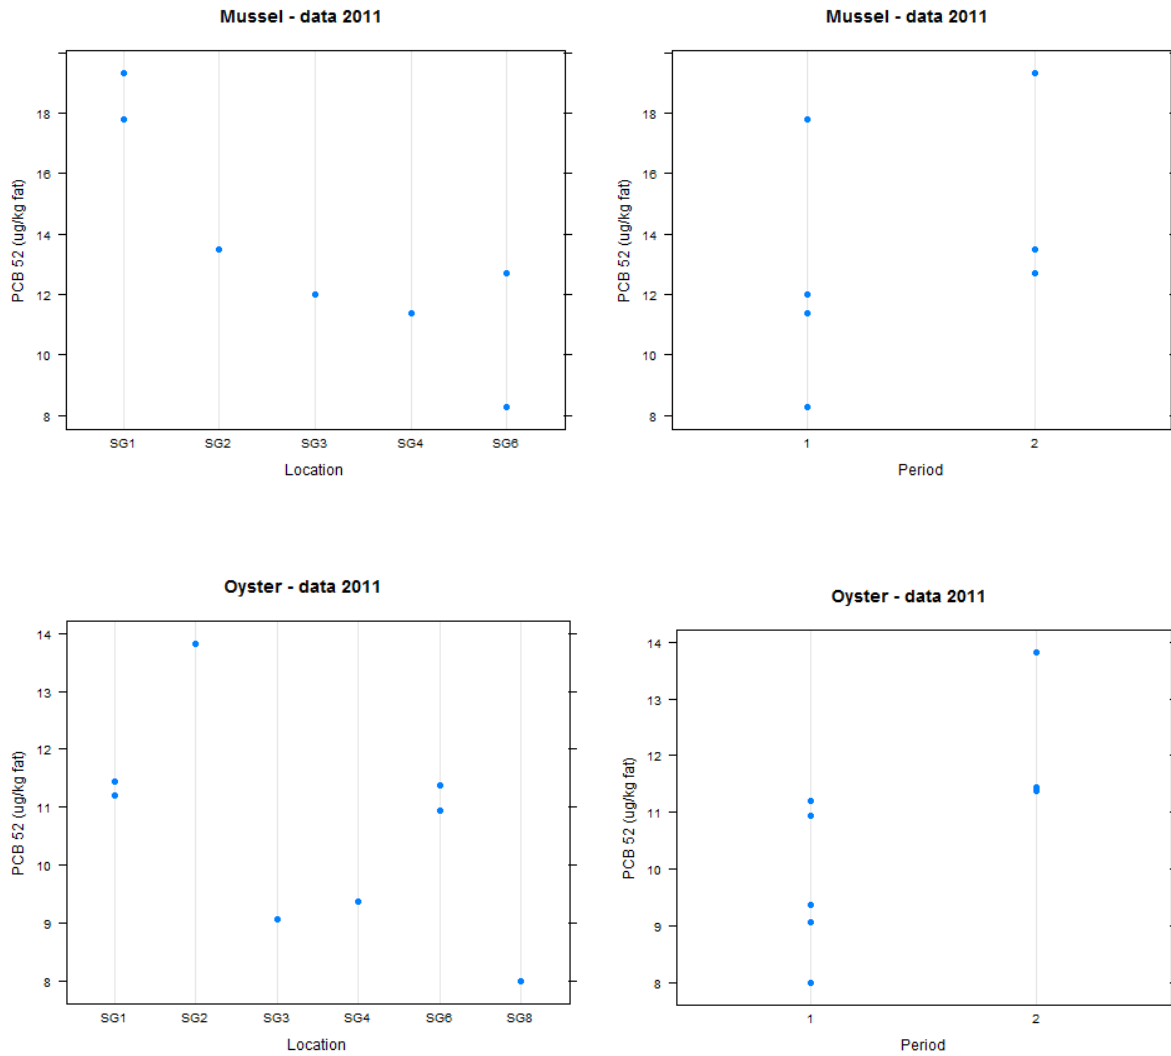 Mussel - data 2011
PCB 52 (ug/kg fat)
18
16
14
12
10
8
SG1 SG2 SG3 SG4 SG6
Location
Mussel - data 2011
PCB 52 (ug/kg fat)
18
16
14
12
10
8
1 2
Period
Oyster - data 2011
PCB 52 (ug/kg fat)
14
13
12
11
10
9
8
SG1 SG2 SG3 SG4 SG6 SG8
Location
Oyster - data 2011
PCB 52 (ug/kg fat)
14
13
12
11
10
9
8
1 2
Period